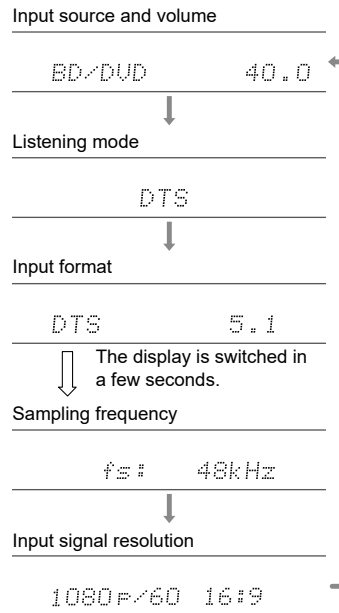 Input source and volume
BD/DVD 40.0
Listening mode
DTS
Input format
DTS 5.1
The display is switched in
a few seconds.
Sampling frequency
fs: 48kHz
Input signal resolution
1080p/60 16:9